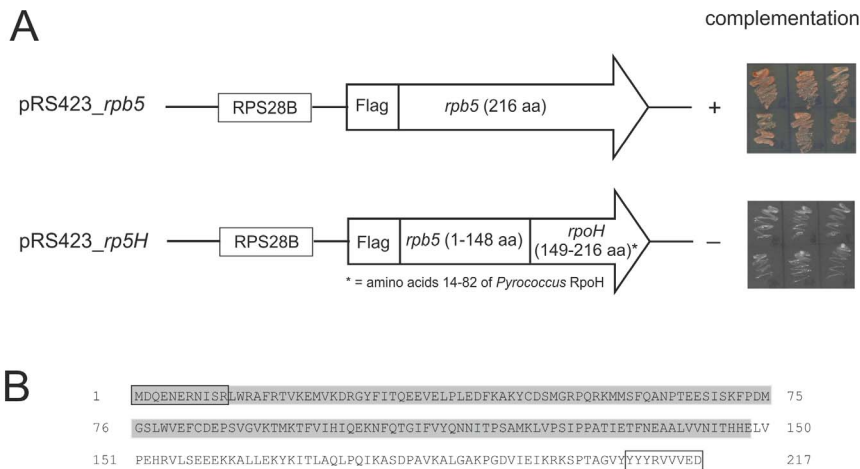 A
complementation
pRS423_rpb5
RPS28B
Flag
rpb5 (216 aa)
+
pRS423_rp5H
RPS28B
Flag
rpb5 (1-148 aa)
rpoH
(149-216 aa)*
−
* = amino acids 14-82 of Pyrococcus RpoH
B
1 MDQENERNISRLWRAFRTVKEMVKDRGYFITQEEVELPLEDFKAKYCDSMGRPQRKMMSFQANPTEESISKFPDM 75
76 GSLWVEFCDEPSVGVKTMKTFVIHIQEKNFQTGIFVYQNNITPSAMKLVPSIPPATIETFNEAALVVNITHHELV 150
151 PEHRVLSEEEKKALLEKYKITLAQLPQIKASDPAVKALGAKPGDVIEIKRKSPTAGVYYYYRVVVED 217